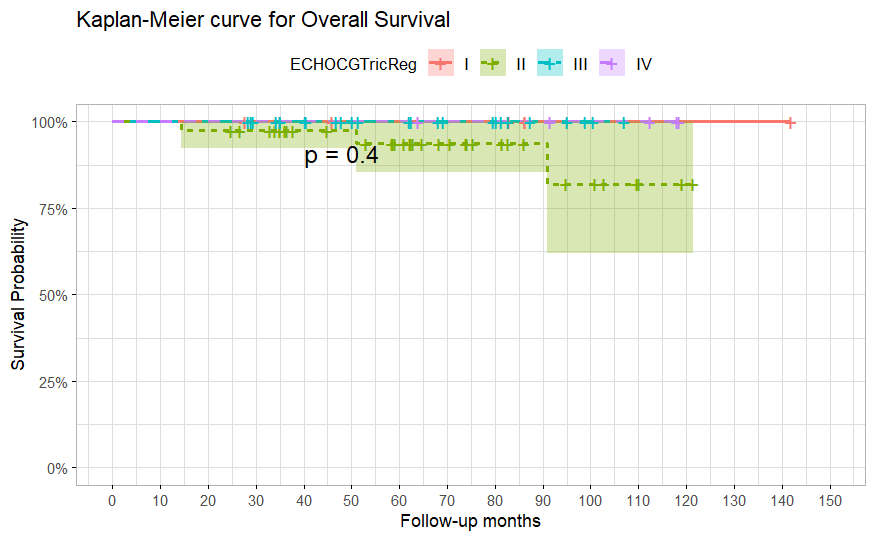 Kaplan-Meier curve for Overall Survival
ECHOCGTricReg I II III IV
100%
75%
50%
25%
0%
Survival Probability
p = 0.4
0 10 20 30 40 50 60 70 80 90 100 110 120 130 140 150
Follow-up months